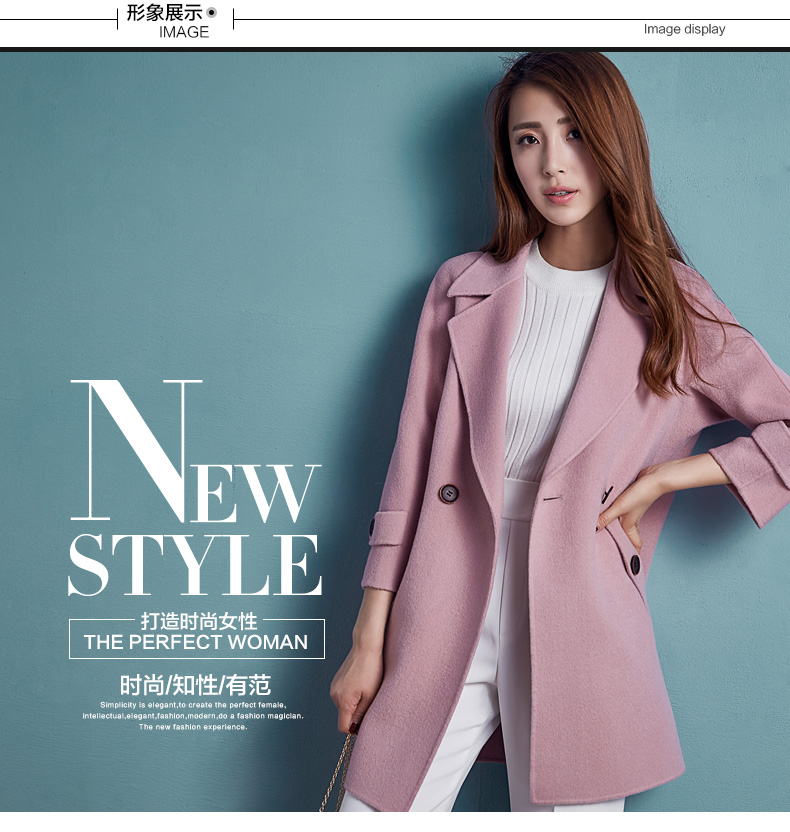 形象展示
IMAGE
Image display
NEW
STYLE
打造时尚女性
THE PERFECT WOMAN
时尚/知性/有范
Simplicity is elegant,to create the perfect female,
intellectual,elegant,fashion,modern,do a fashion magician.
The new fashion experience.